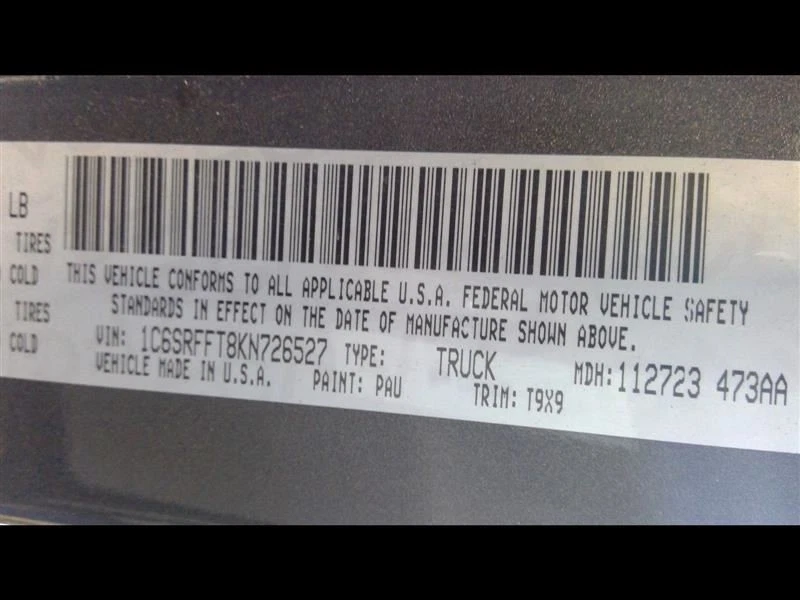 LB
TIRES
COLD
TIRES
COLD
THIS VEHICLE CONFORMS TO ALL APPLICABLE U.S.A. FEDERAL MOTOR VEHICLE SAFETY
STANDARDS IN EFFECT ON THE DATE OF MANUFACTURE SHOWN ABOVE.
VIN: 1C6SRFFT8KN726527 TYPE: TRUCK MDH: 112723 473AA
VEHICLE MADE IN U.S.A. PAINT: PAU TRIM: T9X9